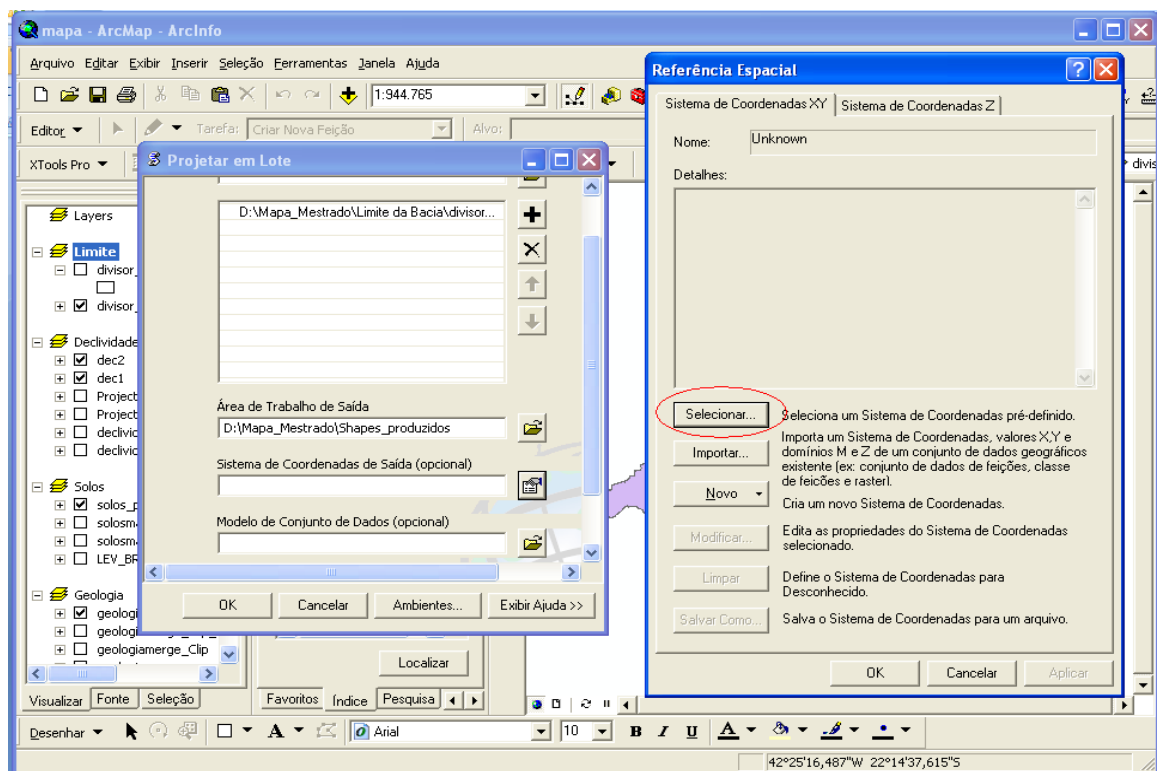 mapa - ArcMap - ArcInfo
Arquivo Editar Exibir Inserir Seleção Ferramentas Janela Ajuda
1:944.765
Editor Tarefa: Criar Nova Feição Alvo:
XTools Pro
divis
Layers
Limite
divisor_
divisor_
Declividade
dec2
dec1
Project
Project
declivid
declivid
Solos
solos_p
solosm
solosm
LEV_BR
Geologia
geologi
geologi
geologiamerge_Clip
Visualizar Fonte Seleção
Localizar
Favoritos Índice Pesquisa
Projetar em Lote
D:\Mapa_Mestrado\Limite da Bacia\divisor...
Área de Trabalho de Saída
D:\Mapa_Mestrado\Shapes_produzidos
Sistema de Coordenadas de Saída (opcional)
Modelo de Conjunto de Dados (opcional)
OK Cancelar Ambientes... Exibir Ajuda >>
Referência Espacial
Sistema de Coordenadas XY Sistema de Coordenadas Z
Nome: Unknown
Detalhes:
Selecionar... Seleciona um Sistema de Coordenadas pré-definido.
Importar... Importa um Sistema de Coordenadas, valores X,Y e
domínios M e Z de um conjunto de dados geográficos
existente (ex: conjunto de dados de feições, classe
de feições e raster).
Novo Cria um novo Sistema de Coordenadas.
Modificar... Edita as propriedades do Sistema de Coordenadas
selecionado.
Limpar Define o Sistema de Coordenadas para
Desconhecido.
Salvar Como... Salva o Sistema de Coordenadas para um arquivo.
OK Cancelar Aplicar
Desenhar A Arial 10 B I U A
42°25'16,487"W 22°14'37,615"S